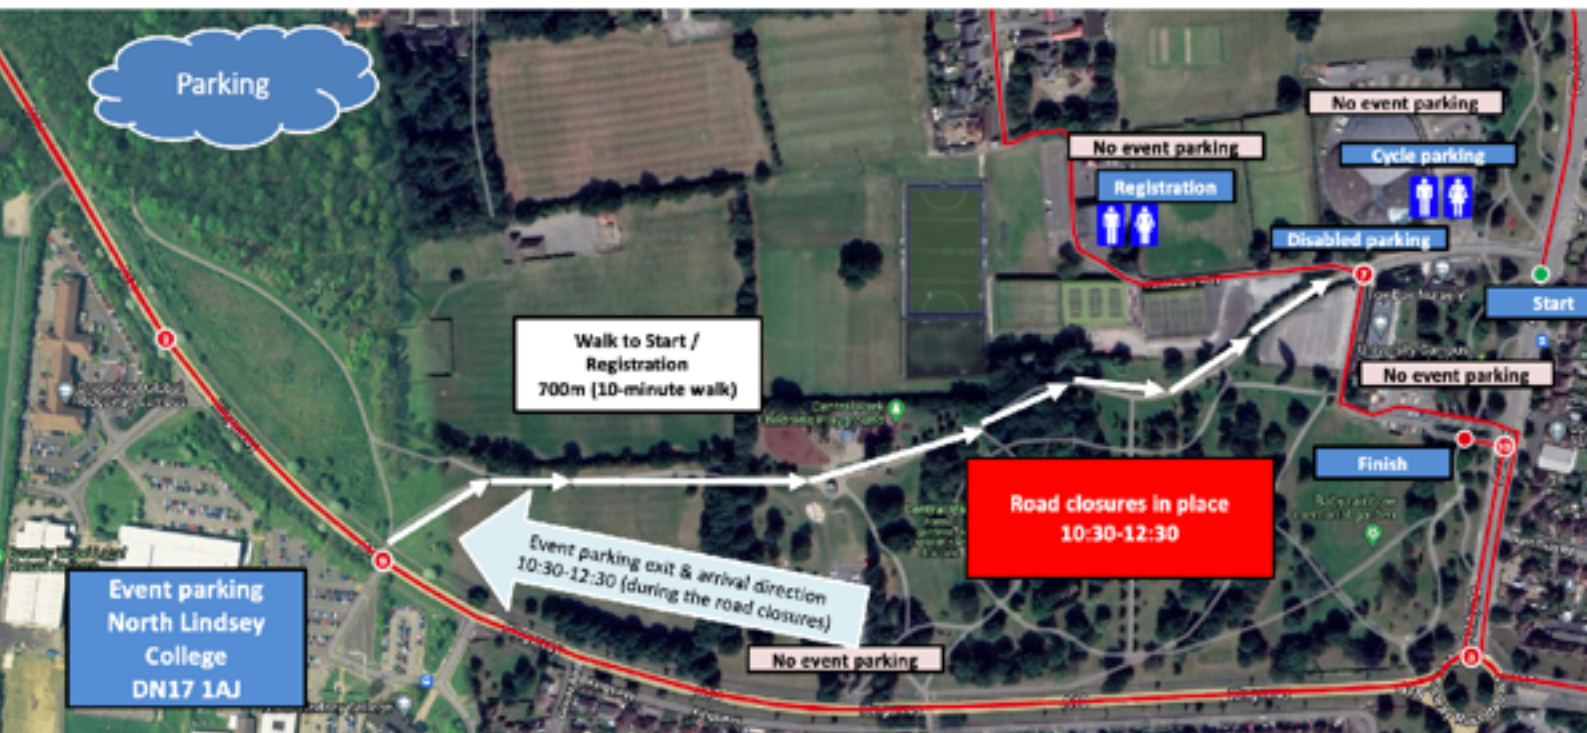 Parking
No event parking
No event parking
Cycle parking
Registration
Disabled parking
Start
Walk to Start /
Registration
700m (10-minute walk)
No event parking
Central Park
Finish
Road closures in place
10:30-12:30
Event parking exit & arrival direction
10:30-12:30 (during the road closures)
Event parking
North Lindsey
College
DN17 1AJ
No event parking